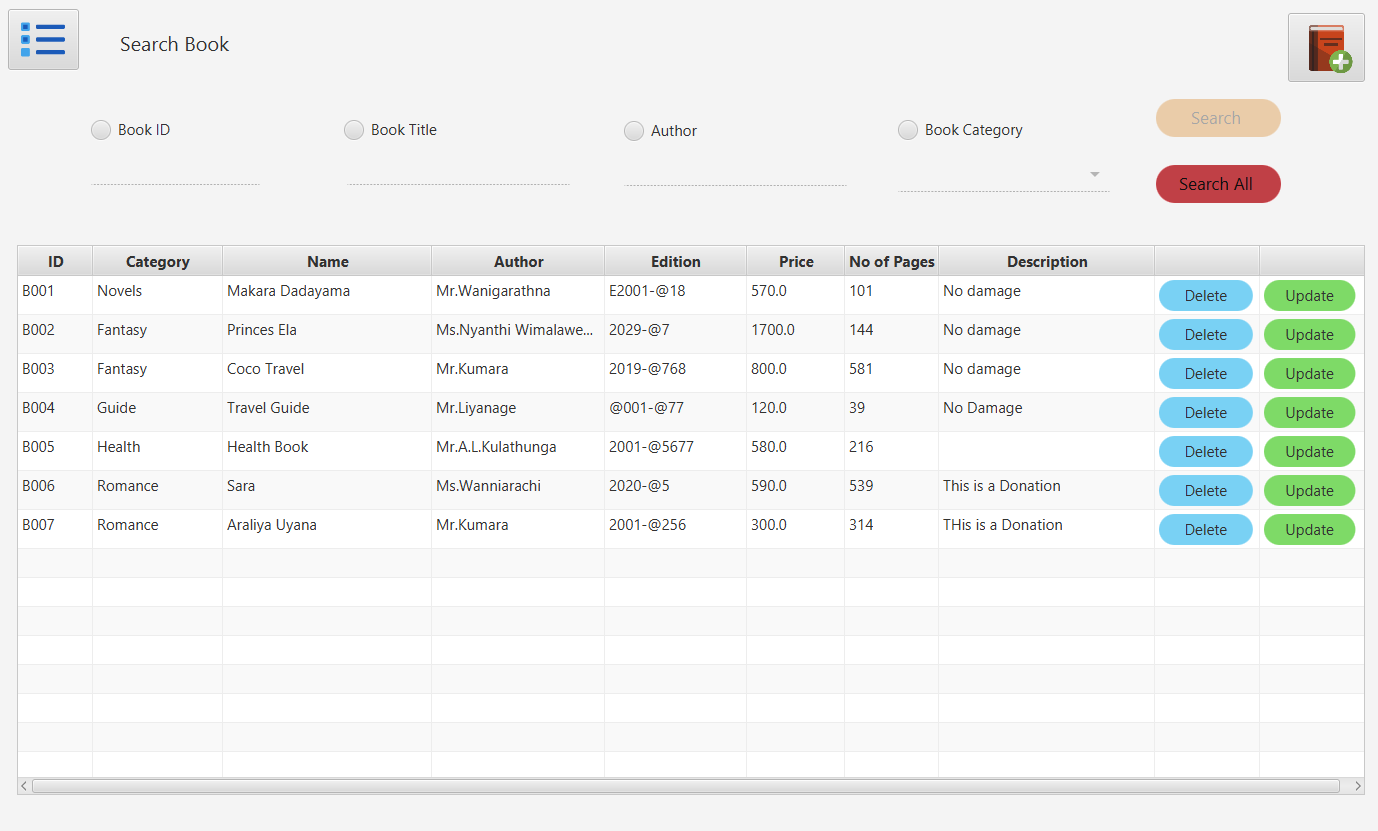 Search Book
Book ID Book Title Author Book Category Search
Search All
ID Category Name Author Edition Price No of Pages Description
B001 Novels Makara Dadayama Mr.Wanigarathna E2001-@18 570.0 101 No damage Delete Update
B002 Fantasy Princes Ela Ms.Nyanthi Wimalawe... 2029-@7 1700.0 144 No damage Delete Update
B003 Fantasy Coco Travel Mr.Kumara 2019-@768 800.0 581 No damage Delete Update
B004 Guide Travel Guide Mr.Liyanage @001-@77 120.0 39 No Damage Delete Update
B005 Health Health Book Mr.A.L.Kulathunga 2001-@5677 580.0 216 Delete Update
B006 Romance Sara Ms.Wanniarachi 2020-@5 590.0 539 This is a Donation Delete Update
B007 Romance Araliya Uyana Mr.Kumara 2001-@256 300.0 314 THis is a Donation Delete Update